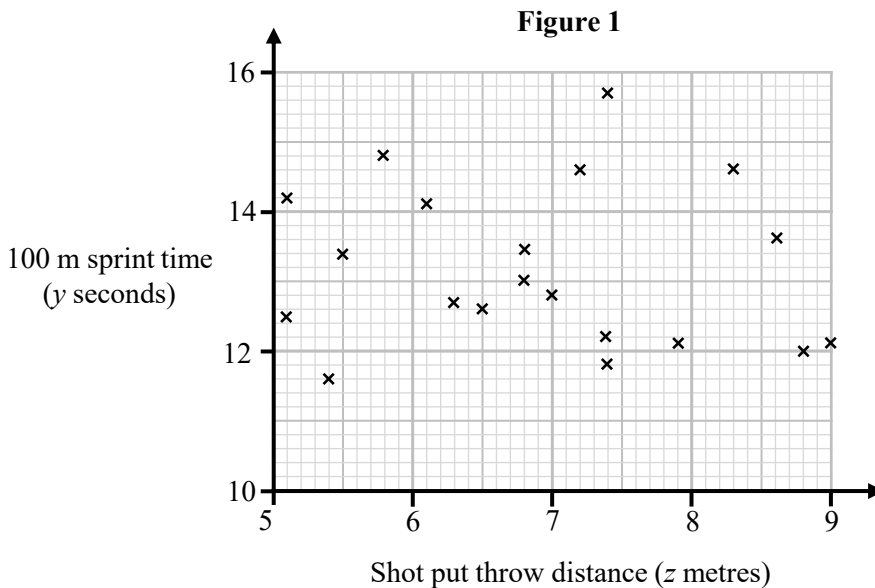 Figure 1
16
14
100 m sprint time
(y seconds)
12
10
5 6 7 8 9
Shot put throw distance (z metres)